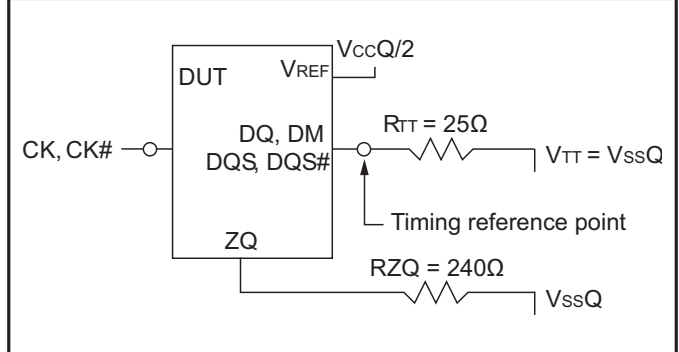 VCCQ/2
DUT
VREF
RTT = 25Ω
CK, CK#
DQ, DM
DQS, DQS#
VTT = VSSQ
Timing reference point
ZQ
RZQ = 240Ω
VSSQ